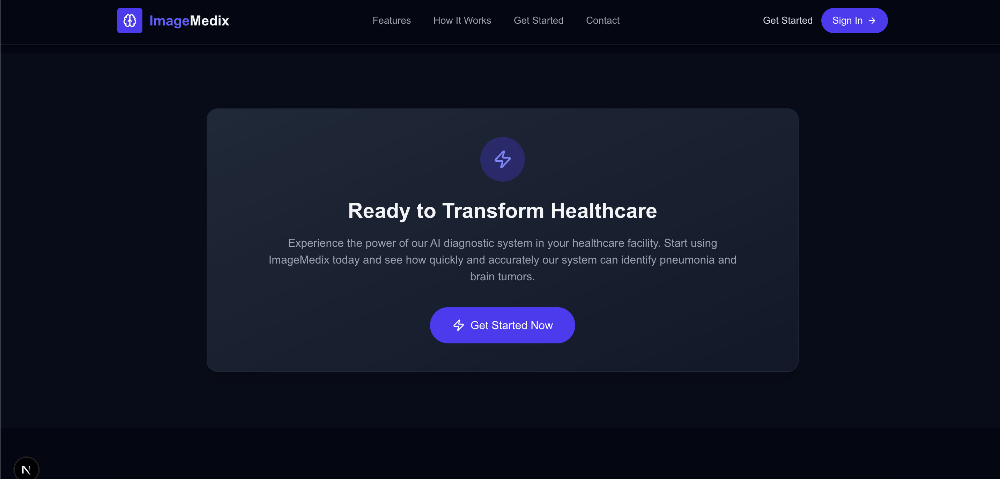 ImageMedix
Features How It Works Get Started Contact
Get Started Sign In
Ready to Transform Healthcare
Experience the power of our AI diagnostic system in your healthcare facility. Start using
ImageMedix today and see how quickly and accurately our system can identify pneumonia and
brain tumors.
Get Started Now
N